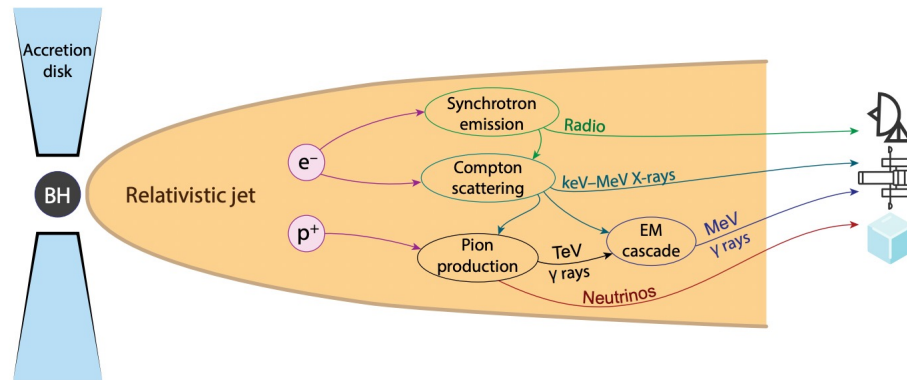 Accretion
disk
BH
Relativistic jet
e⁻
p⁺
Synchrotron
emission
Compton
scattering
Pion
production
EM
cascade
Radio
keV–MeV X-rays
TeV
γ rays
MeV
γ rays
Neutrinos